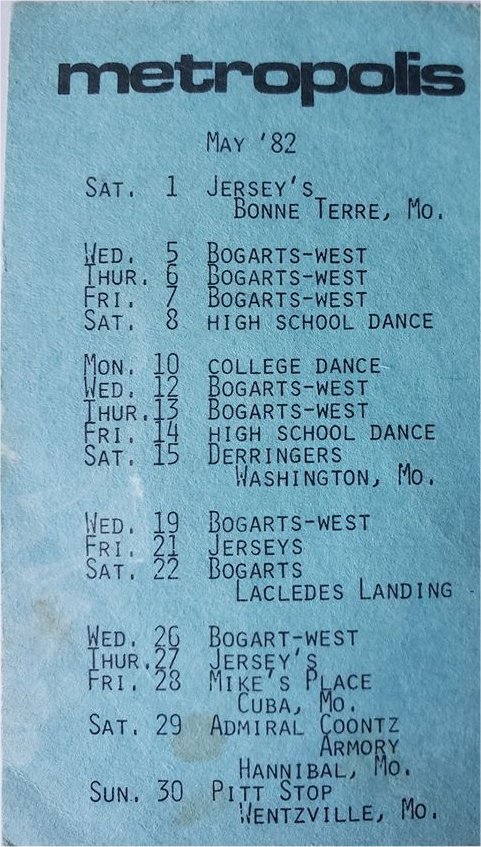 metropolis
May '82
Sat. 1 Jersey's
Bonne Terre, Mo.
Wed. 5 Bogarts-west
Thur. 6 Bogarts-west
Fri. 7 Bogarts-west
Sat. 8 high school dance
Mon. 10 college dance
Wed. 12 Bogarts-west
Thur.13 Bogarts-west
Fri. 14 high school dance
Sat. 15 Derringers
Washington, Mo.
Wed. 19 Bogarts-west
Fri. 21 Jerseys
Sat. 22 Bogarts
Lacledes Landing
Wed. 26 Bogart-west
Thur.27 Jersey's
Fri. 28 Mike's Place
Cuba, Mo.
Sat. 29 Admiral Coontz
Armory
Hannibal, Mo.
Sun. 30 Pitt Stop
Wentzville, Mo.